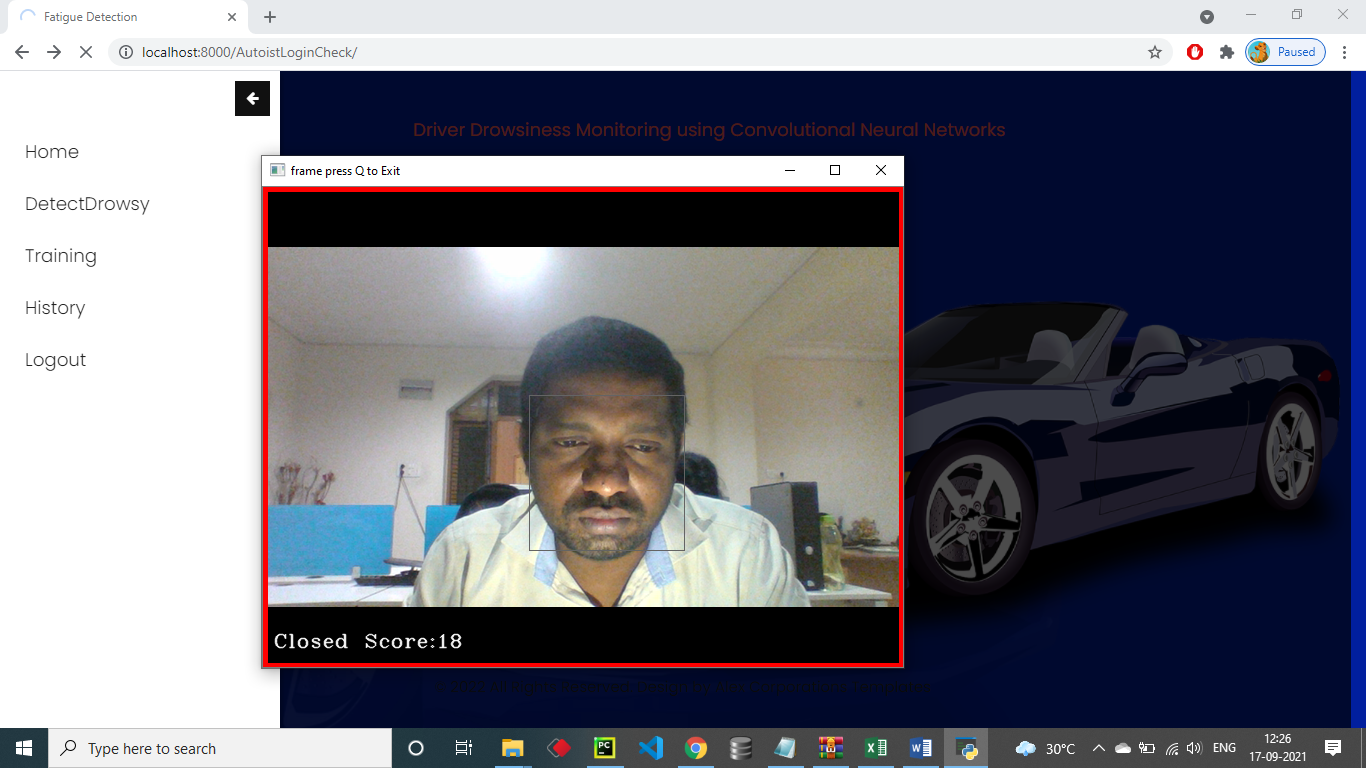 Fatigue Detection
localhost:8000/AutoistLoginCheck/
Paused
Driver Drowsiness Monitoring using Convolutional Neural Networks
Home
DetectDrowsy
Training
History
Logout
frame press Q to Exit
Closed Score:18
Type here to search
PC
30°C
ENG
12:26
17-09-2021